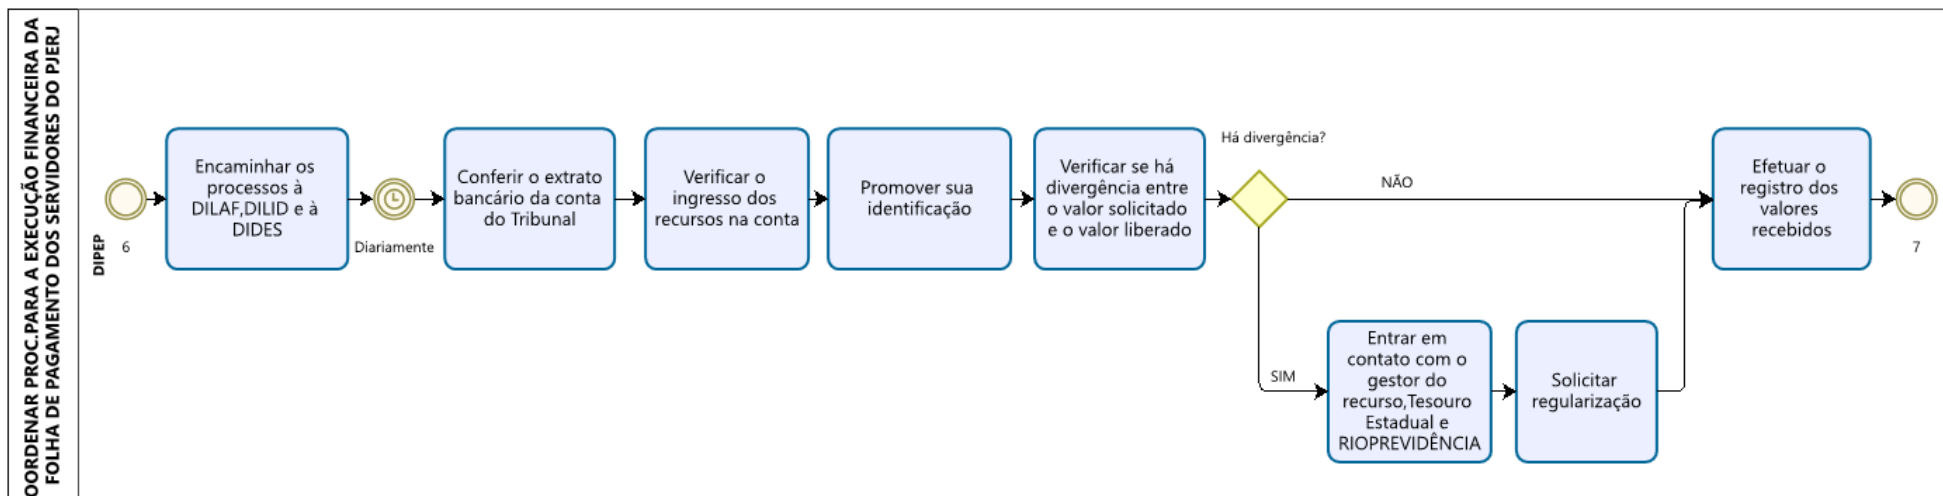 OORDENAR PROC.PARA A EXECUÇÃO FINANCEIRA DA
FOLHA DE PAGAMENTO DOS SERVIDORES DO PJERJ
DIPEP
6
Encaminhar os
processos à
DILAF,DILID e à
DIDES
Diariamente
Conferir o extrato
bancário da conta
do Tribunal
Verificar o
ingresso dos
recursos na conta
Promover sua
identificação
Verificar se há
divergência entre
o valor solicitado
e o valor liberado
Há divergência?
NÃO
SIM
Entrar em
contato com o
gestor do
recurso,Tesouro
Estadual e
RIOPREVIDÊNCIA
Solicitar
regularização
Efetuar o
registro dos
valores
recebidos
7